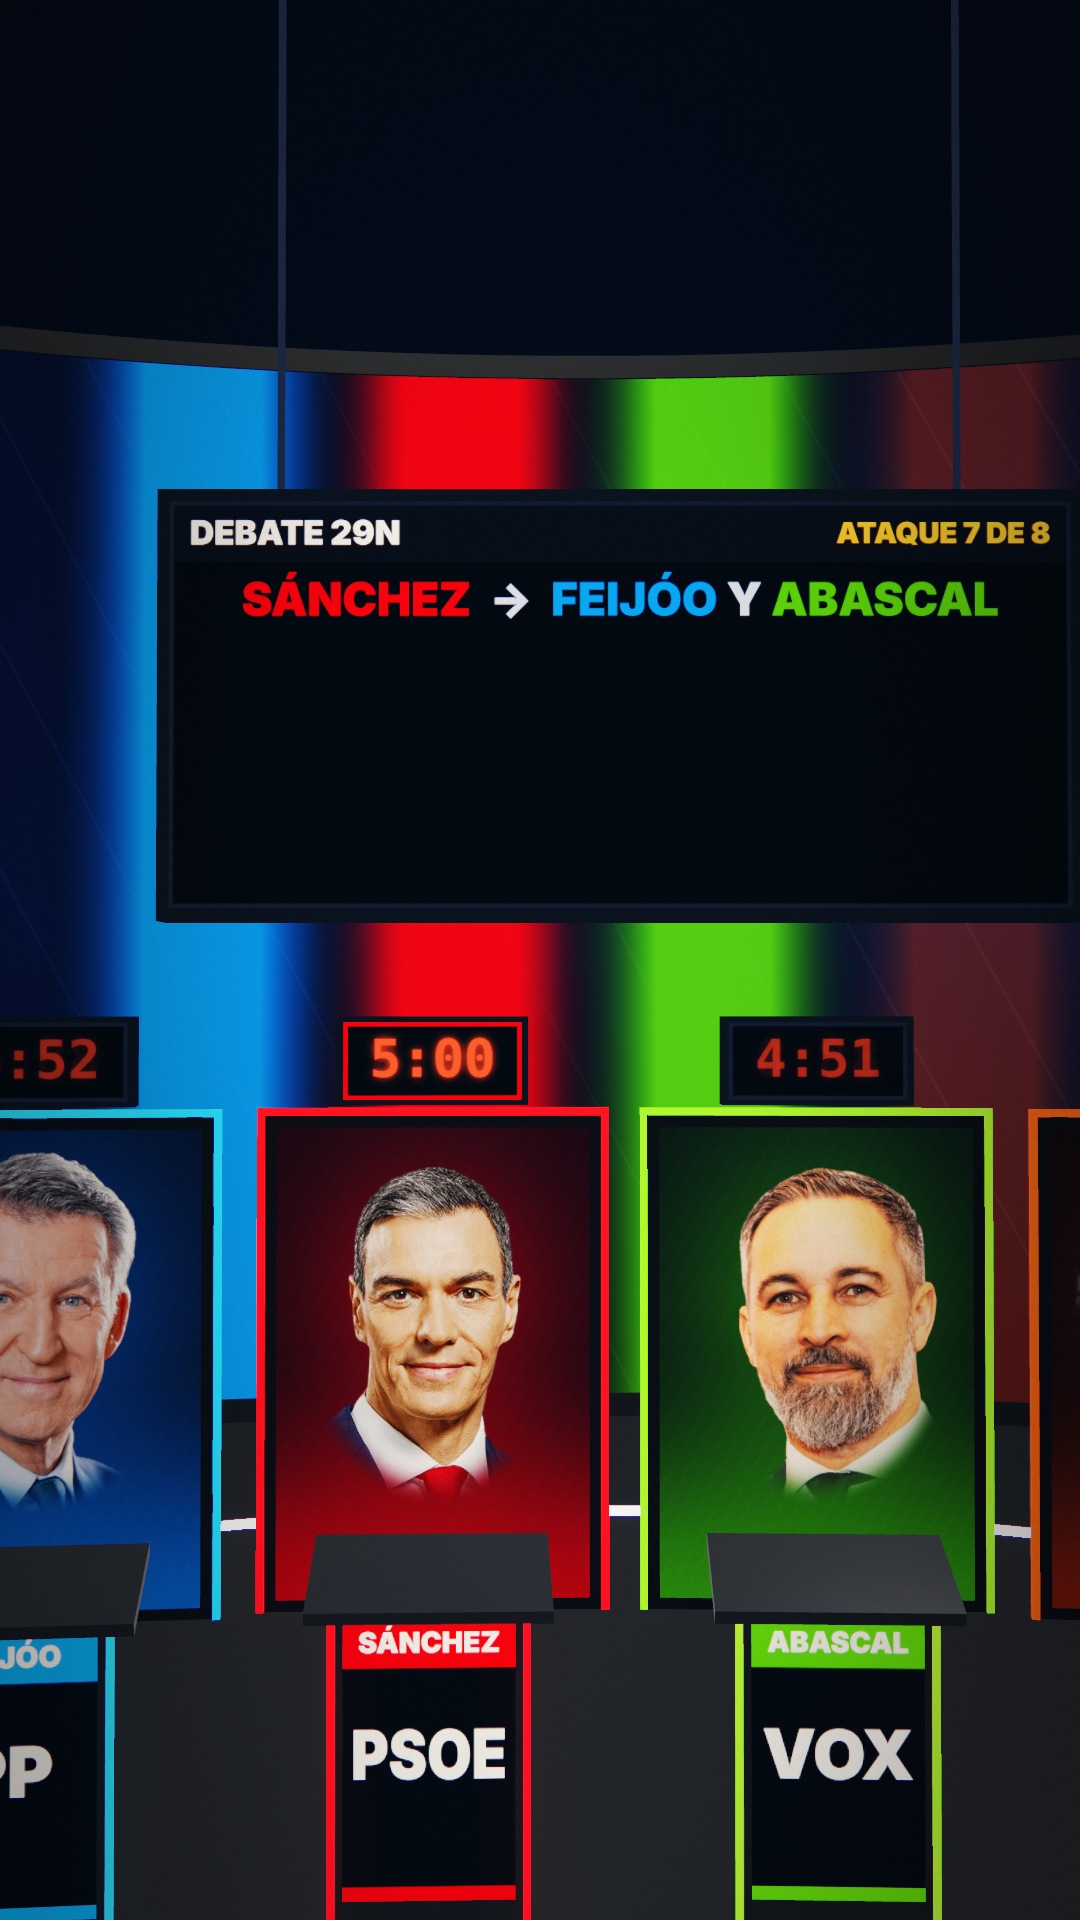 DEBATE 29N
ATAQUE 7 DE 8
SÁNCHEZ → FEIJÓO Y ABASCAL
:52
5:00
4:51
JÓO
SÁNCHEZ
ABASCAL
PP
PSOE
VOX